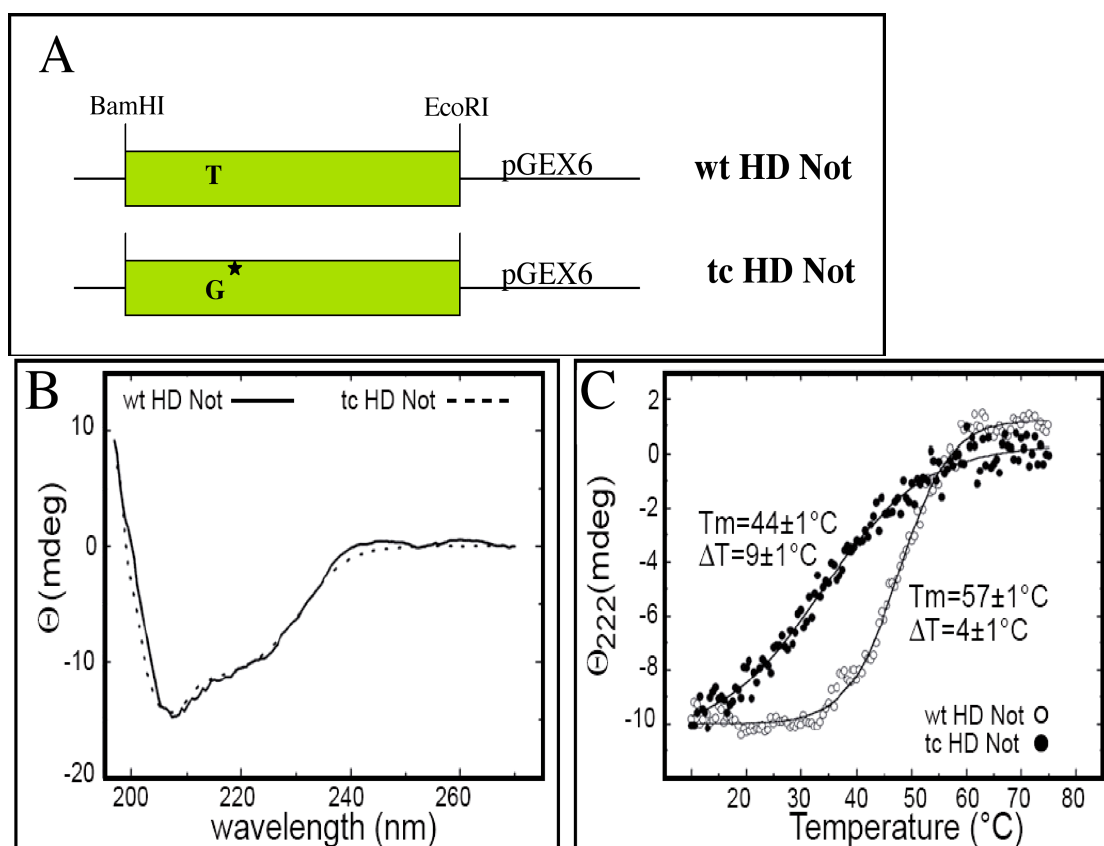 A
BamHI EcoRI
T pGEX6 wt HD Not
G pGEX6 tc HD Not
B
wt HD Not tc HD Not
10
0
-10
-20
Θ (mdeg)
200 220 240 260
wavelength (nm)
C
2
0
-2
-4
-6
-8
-10
Θ222(mdeg)
Tm=44±1°C
ΔT=9±1°C
Tm=57±1°C
ΔT=4±1°C
wt HD Not
tc HD Not
20 30 40 50 60 70 80
Temperature (°C)